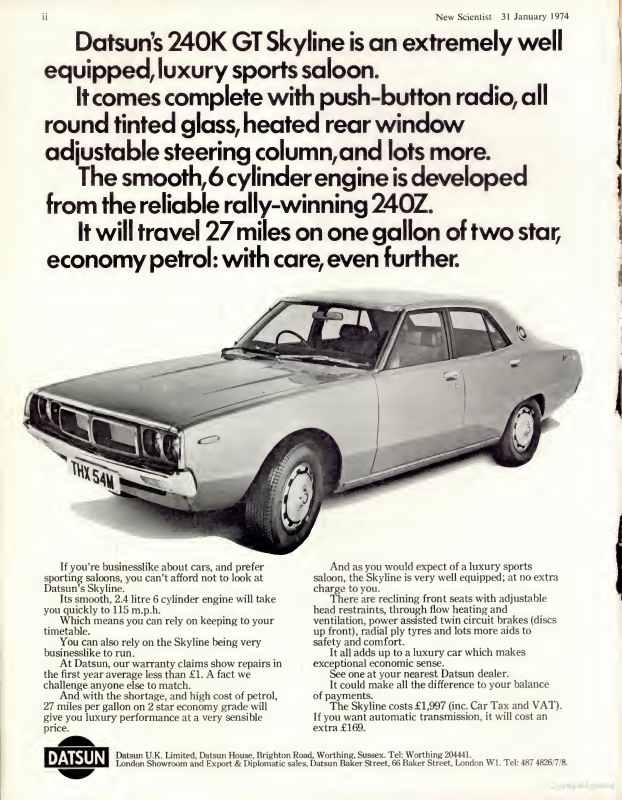 ii
New Scientist 31 January 1974
Datsun's 240K GT Skyline is an extremely well
equipped, luxury sports saloon.
It comes complete with push-button radio, all
round tinted glass, heated rear window
adjustable steering column, and lots more.
The smooth, 6 cylinder engine is developed
from the reliable rally-winning 240Z.
It will travel 27 miles on one gallon of two star,
economy petrol: with care, even further.
THX 54M
If you're businesslike about cars, and prefer
sporting saloons, you can't afford not to look at
Datsun's Skyline.
Its smooth, 2.4 litre 6 cylinder engine will take
you quickly to 115 m.p.h.
Which means you can rely on keeping to your
timetable.
You can also rely on the Skyline being very
businesslike to run.
At Datsun, our warranty claims show repairs in
the first year average less than £1. A fact we
challenge anyone else to match.
And with the shortage, and high cost of petrol,
27 miles per gallon on 2 star economy grade will
give you luxury performance at a very sensible
price.
And as you would expect of a luxury sports
saloon, the Skyline is very well equipped; at no extra
charge to you.
There are reclining front seats with adjustable
head restraints, through flow heating and
ventilation, power assisted twin circuit brakes (discs
up front), radial ply tyres and lots more aids to
safety and comfort.
It all adds up to a luxury car which makes
exceptional economic sense.
See one at your nearest Datsun dealer.
It could make all the difference to your balance
of payments.
The Skyline costs £1,997 (inc. Car Tax and VAT).
If you want automatic transmission, it will cost an
extra £169.
DATSUN
Datsun U.K. Limited, Datsun House, Brighton Road, Worthing, Sussex. Tel: Worthing 204441.
London Showroom and Export & Diplomatic sales, Datsun Baker Street, 66 Baker Street, London W1. Tel: 487 4826/7/8.